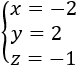 x = −2
y = 2
z = −1